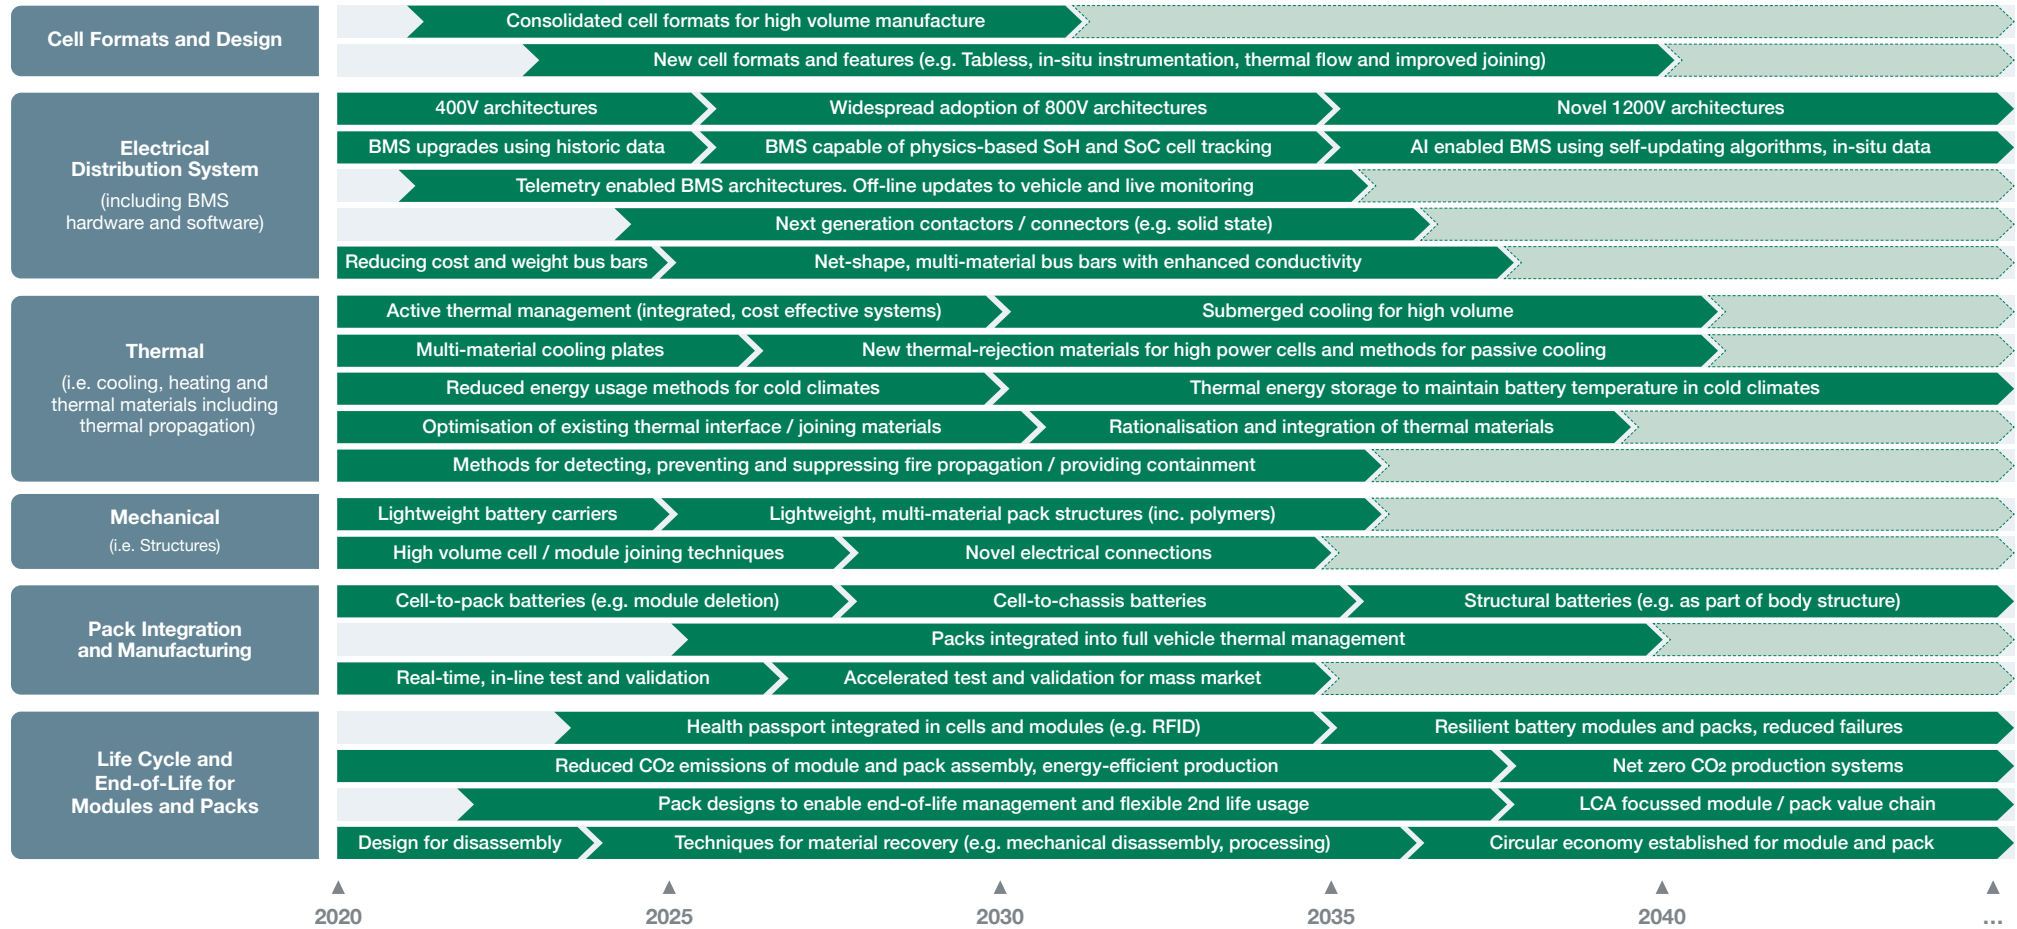 Cell Formats and Design
Consolidated cell formats for high volume manufacture
New cell formats and features (e.g. Tabless, in-situ instrumentation, thermal flow and improved joining)
Electrical
Distribution System
(including BMS
hardware and software)
400V architectures
Widespread adoption of 800V architectures
Novel 1200V architectures
BMS upgrades using historic data
BMS capable of physics-based SoH and SoC cell tracking
AI enabled BMS using self-updating algorithms, in-situ data
Telemetry enabled BMS architectures. Off-line updates to vehicle and live monitoring
Next generation contactors / connectors (e.g. solid state)
Reducing cost and weight bus bars
Net-shape, multi-material bus bars with enhanced conductivity
Thermal
(i.e. cooling, heating and
thermal materials including
thermal propagation)
Active thermal management (integrated, cost effective systems)
Submerged cooling for high volume
Multi-material cooling plates
New thermal-rejection materials for high power cells and methods for passive cooling
Reduced energy usage methods for cold climates
Thermal energy storage to maintain battery temperature in cold climates
Optimisation of existing thermal interface / joining materials
Rationalisation and integration of thermal materials
Methods for detecting, preventing and suppressing fire propagation / providing containment
Mechanical
(i.e. Structures)
Lightweight battery carriers
Lightweight, multi-material pack structures (inc. polymers)
High volume cell / module joining techniques
Novel electrical connections
Pack Integration
and Manufacturing
Cell-to-pack batteries (e.g. module deletion)
Cell-to-chassis batteries
Structural batteries (e.g. as part of body structure)
Packs integrated into full vehicle thermal management
Real-time, in-line test and validation
Accelerated test and validation for mass market
Life Cycle and
End-of-Life for
Modules and Packs
Health passport integrated in cells and modules (e.g. RFID)
Resilient battery modules and packs, reduced failures
Reduced CO2 emissions of module and pack assembly, energy-efficient production
Net zero CO2 production systems
Pack designs to enable end-of-life management and flexible 2nd life usage
LCA focussed module / pack value chain
Design for disassembly
Techniques for material recovery (e.g. mechanical disassembly, processing)
Circular economy established for module and pack
2020
2025
2030
2035
2040
...